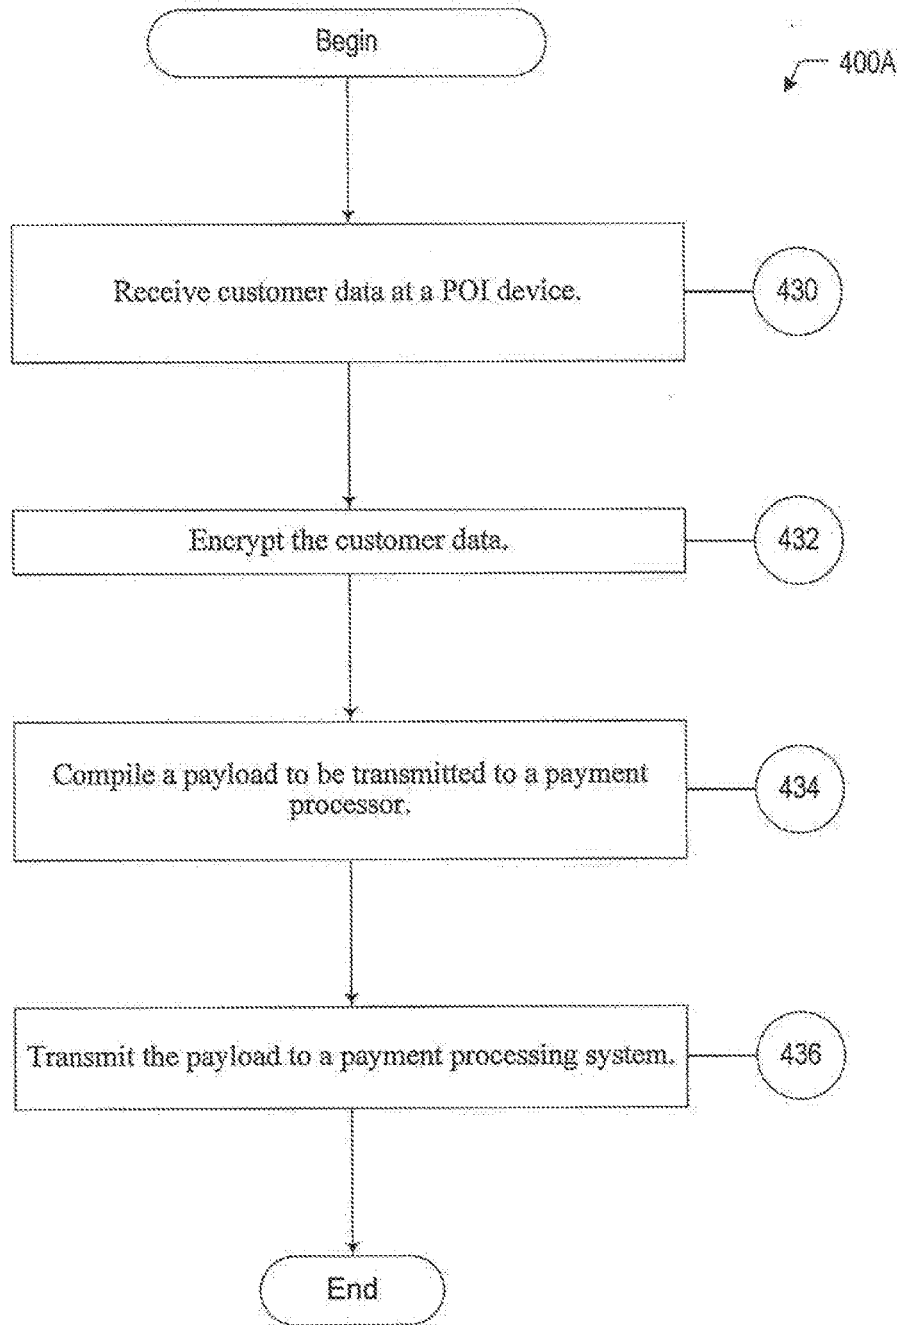 Begin
400A
Receive customer data at a POI device.
430
Encrypt the customer data.
432
Compile a payload to be transmitted to a payment
processor.
434
Transmit the payload to a payment processing system.
436
End